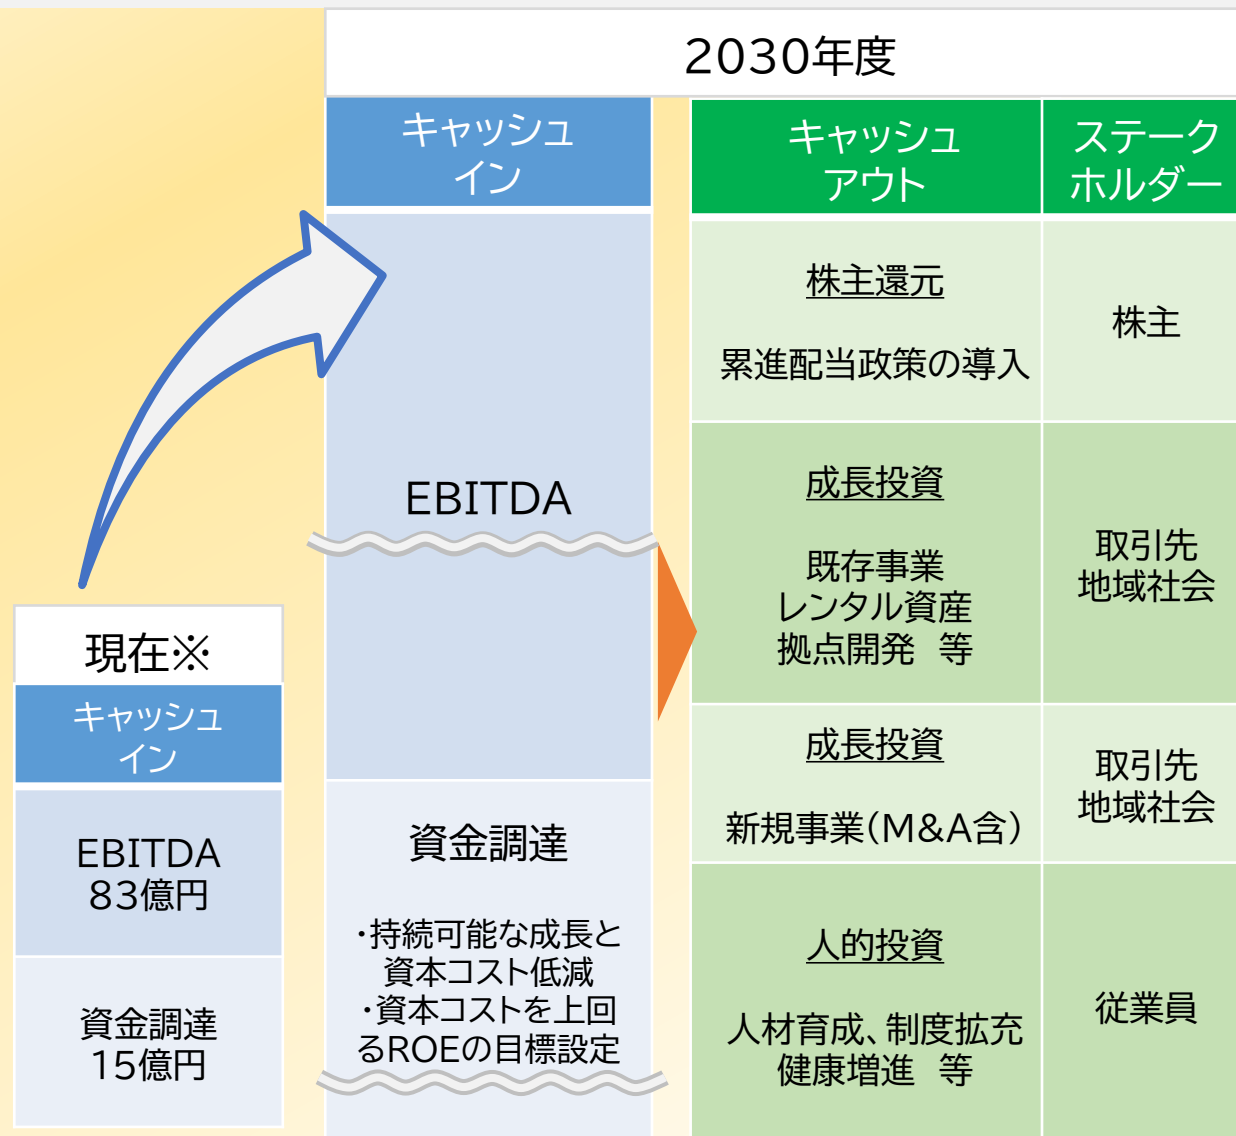 2030年度
キャッシュ
イン
EBITDA
資金調達
・持続可能な成長と
資本コスト低減
・資本コストを上回
るROEの目標設定
キャッシュ
アウト
ステーク
ホルダー
株主還元
累進配当政策の導入
株主
成長投資
既存事業
レンタル資産
拠点開発　等
取引先
地域社会
成長投資
新規事業(M&A含)
取引先
地域社会
人的投資
人材育成、制度拡充
健康増進　等
従業員
現在※
キャッシュ
イン
EBITDA
83億円
資金調達
15億円